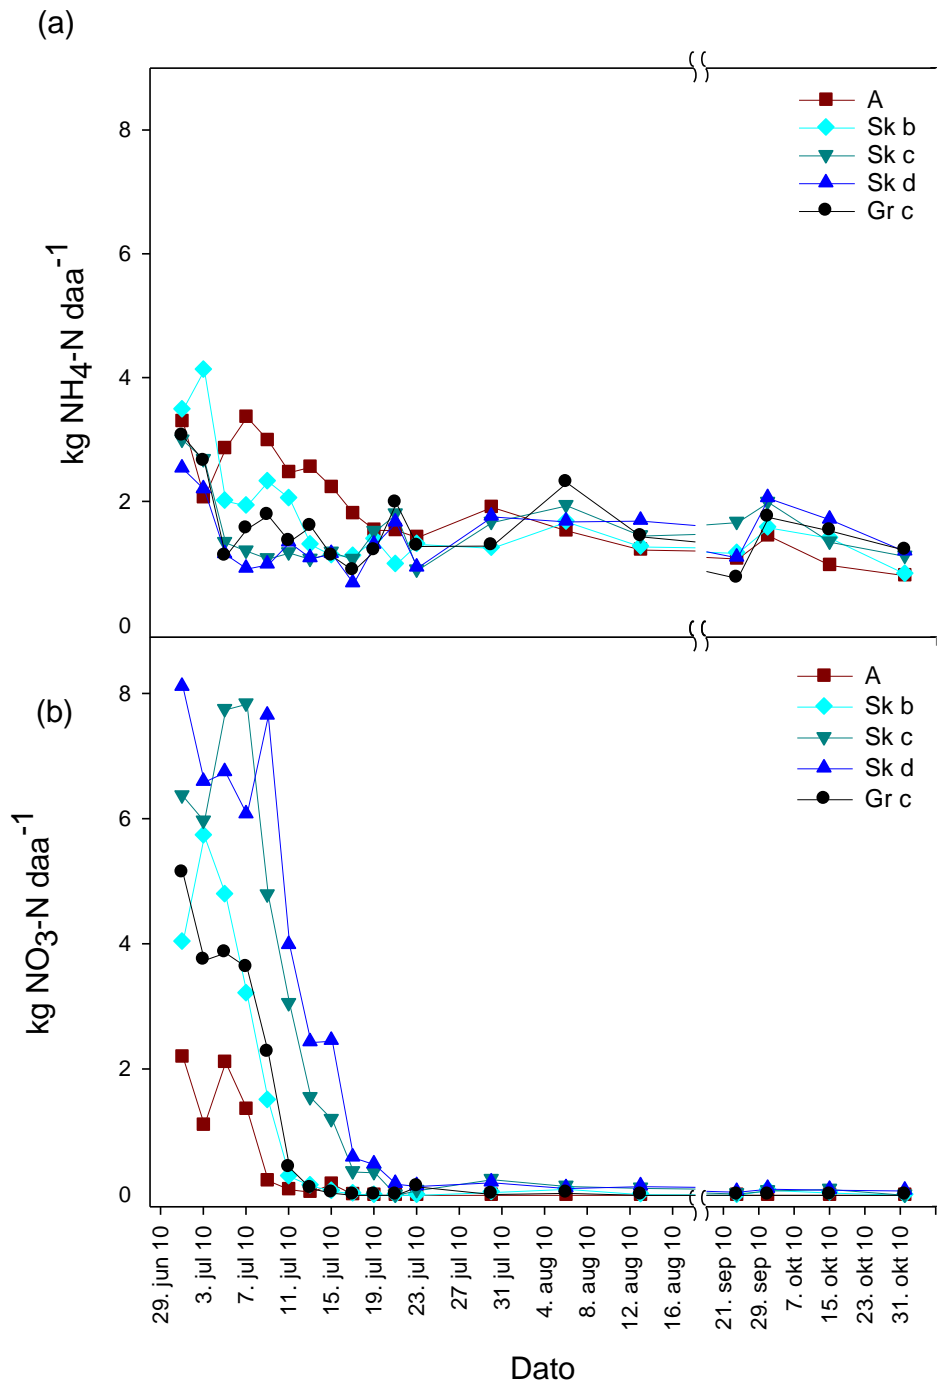 (a)
8
6
4
2
0
kg NH4-N daa-1
A
Sk b
Sk c
Sk d
Gr c
(b)
8
6
4
2
0
kg NO3-N daa-1
A
Sk b
Sk c
Sk d
Gr c
29. jun 10
3. jul 10
7. jul 10
11. jul 10
15. jul 10
19. jul 10
23. jul 10
27. jul 10
31 jul 10
4. aug 10
8. aug 10
12. aug 10
16. aug 10
21. sep 10
29. sep 10
7. okt 10
15. okt 10
23. okt 10
31. okt 10
Dato